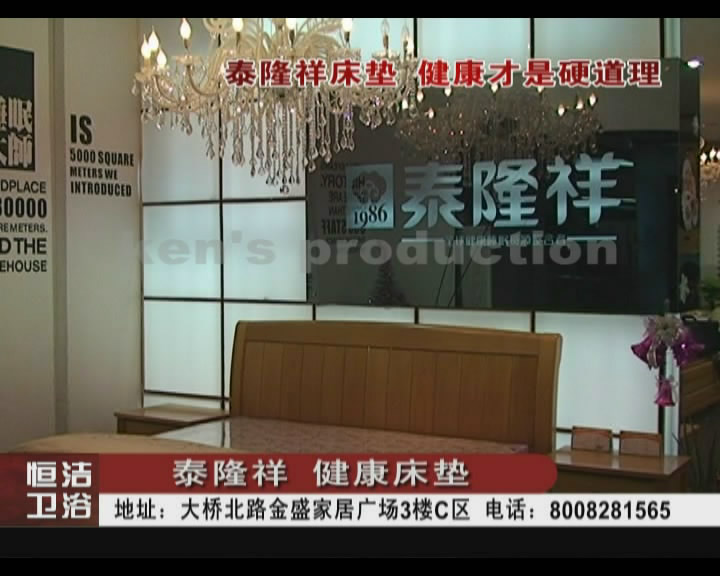 泰隆祥床垫 健康才是硬道理
IS
5000 SQUARE
METERS WE
INTRODUCED
DPLACE
30000
REMETERS.
D THE
EHOUSE
1986 泰隆祥
ken's production
恒洁
卫浴
泰隆祥 健康床垫
地址：大桥北路金盛家居广场3楼C区 电话：8008281565